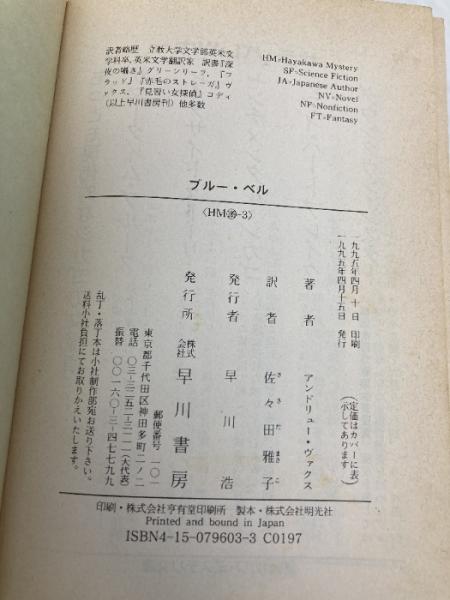 訳者略歴 立教大学文学部英米文
学科卒，英米文学翻訳家 訳書『深
夜の囁き』グリーンリーフ，『フ
ラッド』『赤毛のストレーガ』ヴ
ァクス，『見習い女探偵』コディ
（以上早川書房刊）他多数
HM=Hayakawa Mystery
SF=Science Fiction
JA=Japanese Author
NV=Novel
NF=Nonfiction
FT=Fantasy
ブルー・ベル
一九九五年四月十日 印刷
一九九五年四月十五日 発行
（定価はカバーに表
示してあります）
著者 アンドリュー・ヴァクス
訳者 佐々田雅子
発行者 早川浩
発行所 株式会社 早川書房
郵便番号 一〇一
東京都千代田区神田多町二ノ二
電話 〇三-三二五二-三一一一（大代表）
振替 〇〇一六〇-三-四七七九九
乱丁・落丁本は小社制作部宛お送り下さい。
送料小社負担にてお取りかえいたします。
印刷・株式会社亨有堂印刷所 製本・株式会社明光社
Printed and bound in Japan
ISBN4-15-079603-3 C0197